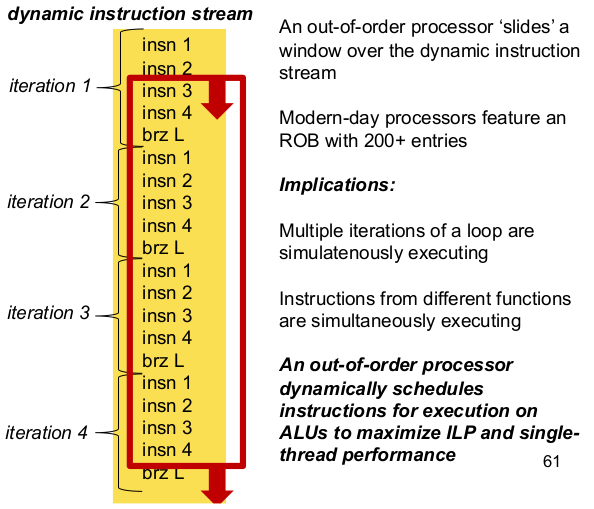 dynamic instruction stream
iteration 1
insn 1
insn 2
insn 3
insn 4
brz L
iteration 2
insn 1
insn 2
insn 3
insn 4
brz L
iteration 3
insn 1
insn 2
insn 3
insn 4
brz L
iteration 4
insn 1
insn 2
insn 3
insn 4
brz L
An out-of-order processor ‘slides’ a
window over the dynamic instruction
stream
Modern-day processors feature an
ROB with 200+ entries
Implications:
Multiple iterations of a loop are
simulatenously executing
Instructions from different functions
are simultaneously executing
An out-of-order processor
dynamically schedules
instructions for execution on
ALUs to maximize ILP and single-
thread performance
61